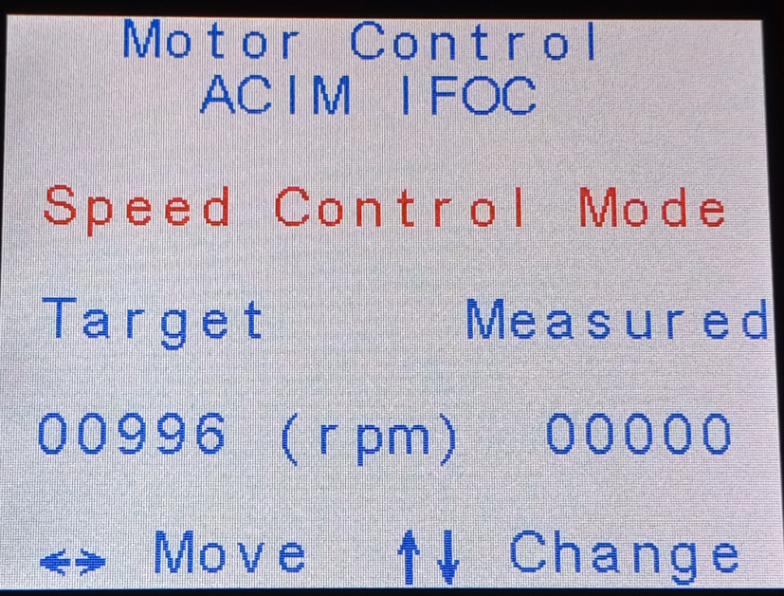 Motor Control
ACIM IFOC
Speed Control Mode
Target Measured
00996 (rpm) 00000
↔ Move ↑↓ Change